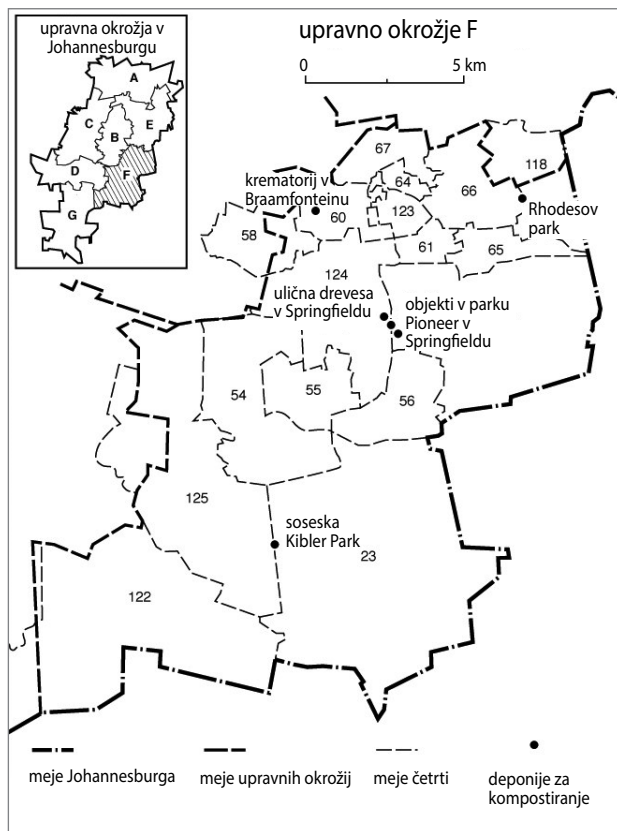 upravna okrožja v
Johannesburgu
A
C
E
B
D
F
G
upravno okrožje F
0
5 km
67
118
krematorij v
Braamfonteinu
64
66
60
123
Rhodesov
park
58
61
65
124
ulična drevesa
v Springfieldu
objekti v parku
Pioneer v
Springfieldu
54
55
56
125
soseska
Kibler Park
23
122
meje Johannesburga
meje upravnih okrožij
meje četrti
deponije za
kompostiranje